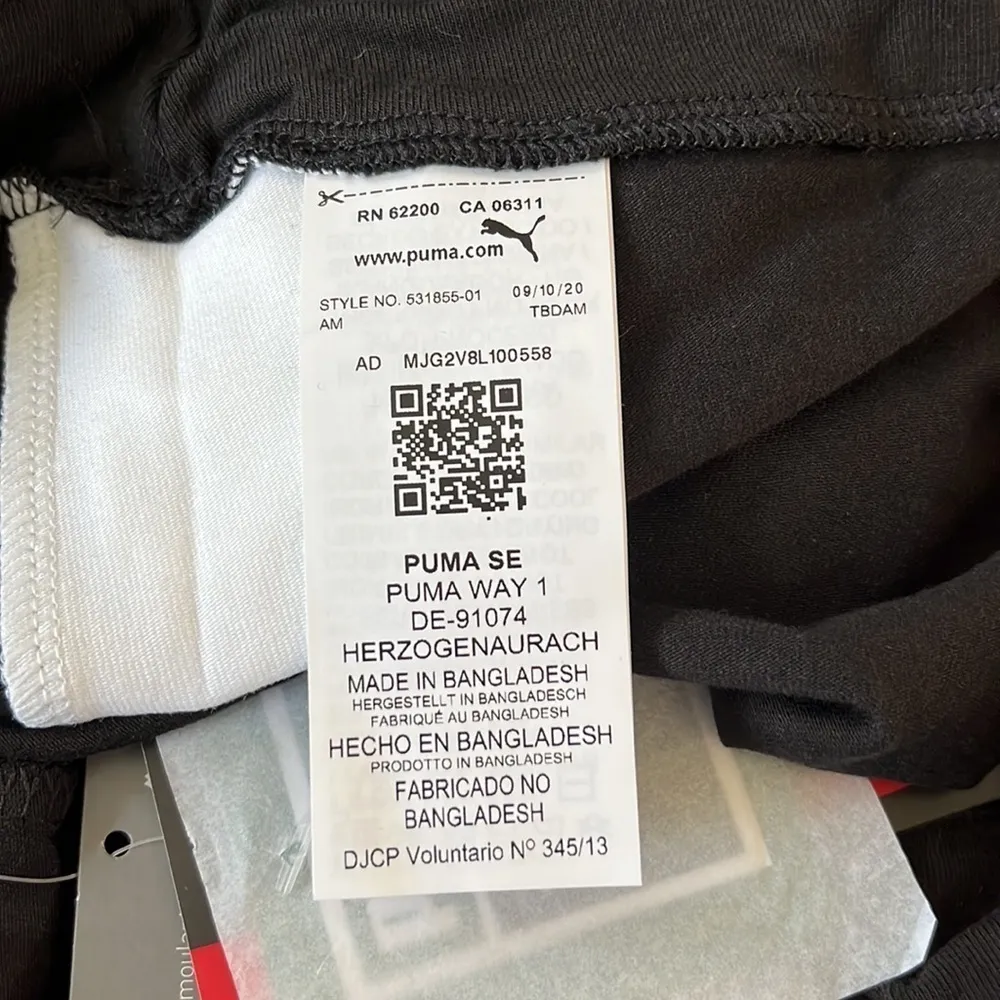 RN 62200 CA 06311
www.puma.com
STYLE NO. 531855-01 09/10/20
AM TBDAM
AD MJG2V8L100558
PUMA SE
PUMA WAY 1
DE-91074
HERZOGENAURACH
MADE IN BANGLADESH
HERGESTELLT IN BANGLADESCH
FABRIQUÉ AU BANGLADESH
HECHO EN BANGLADESH
PRODOTTO IN BANGLADESH
FABRICADO NO
BANGLADESH
DJCP Voluntario Nº 345/13